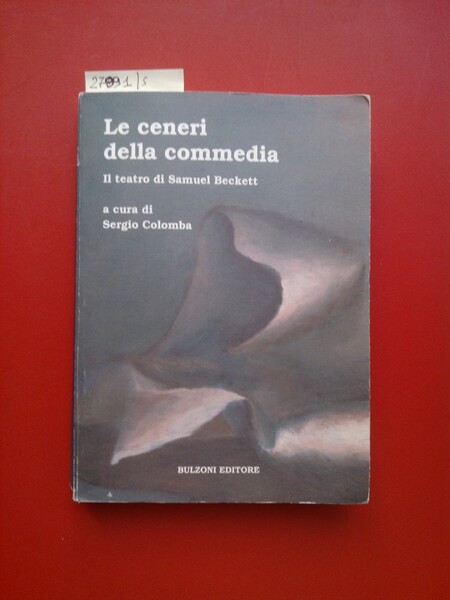 Le ceneri
della commedia
Il teatro di Samuel Beckett
a cura di
Sergio Colomba
BULZONI EDITORE